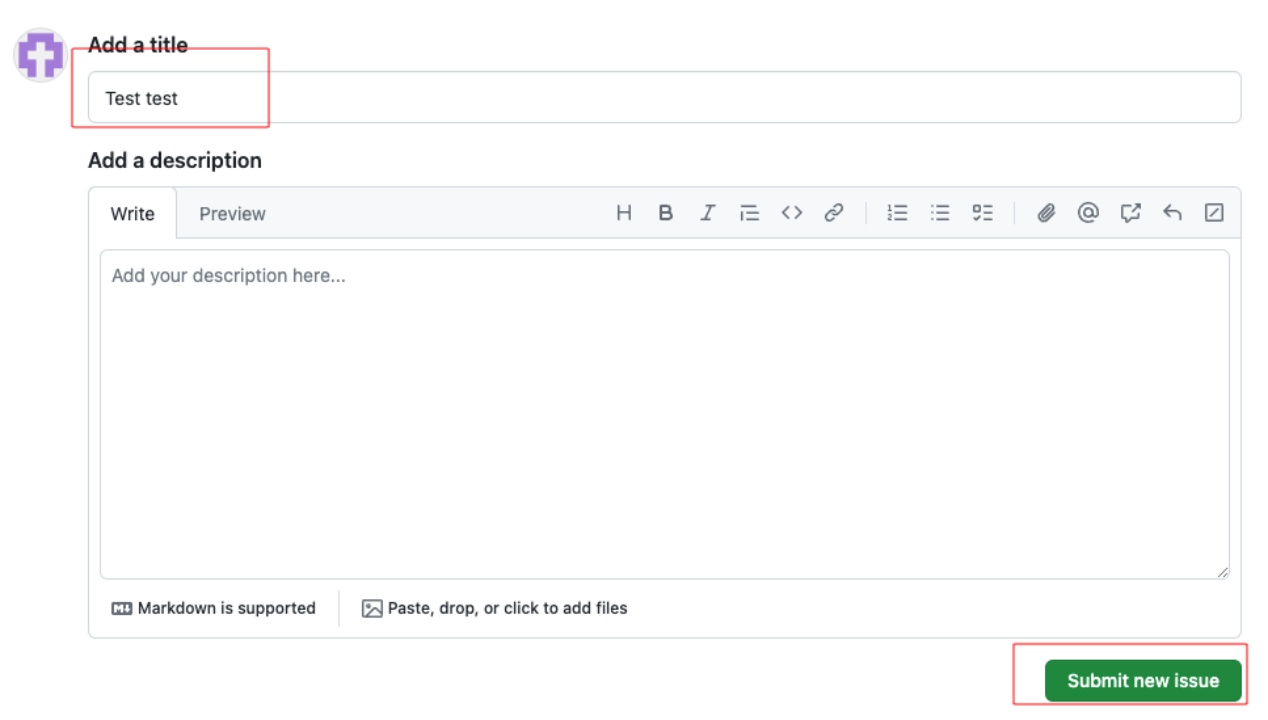 Add a title
Test test
Add a description
Write Preview
Add your description here...
Markdown is supported Paste, drop, or click to add files
Submit new issue